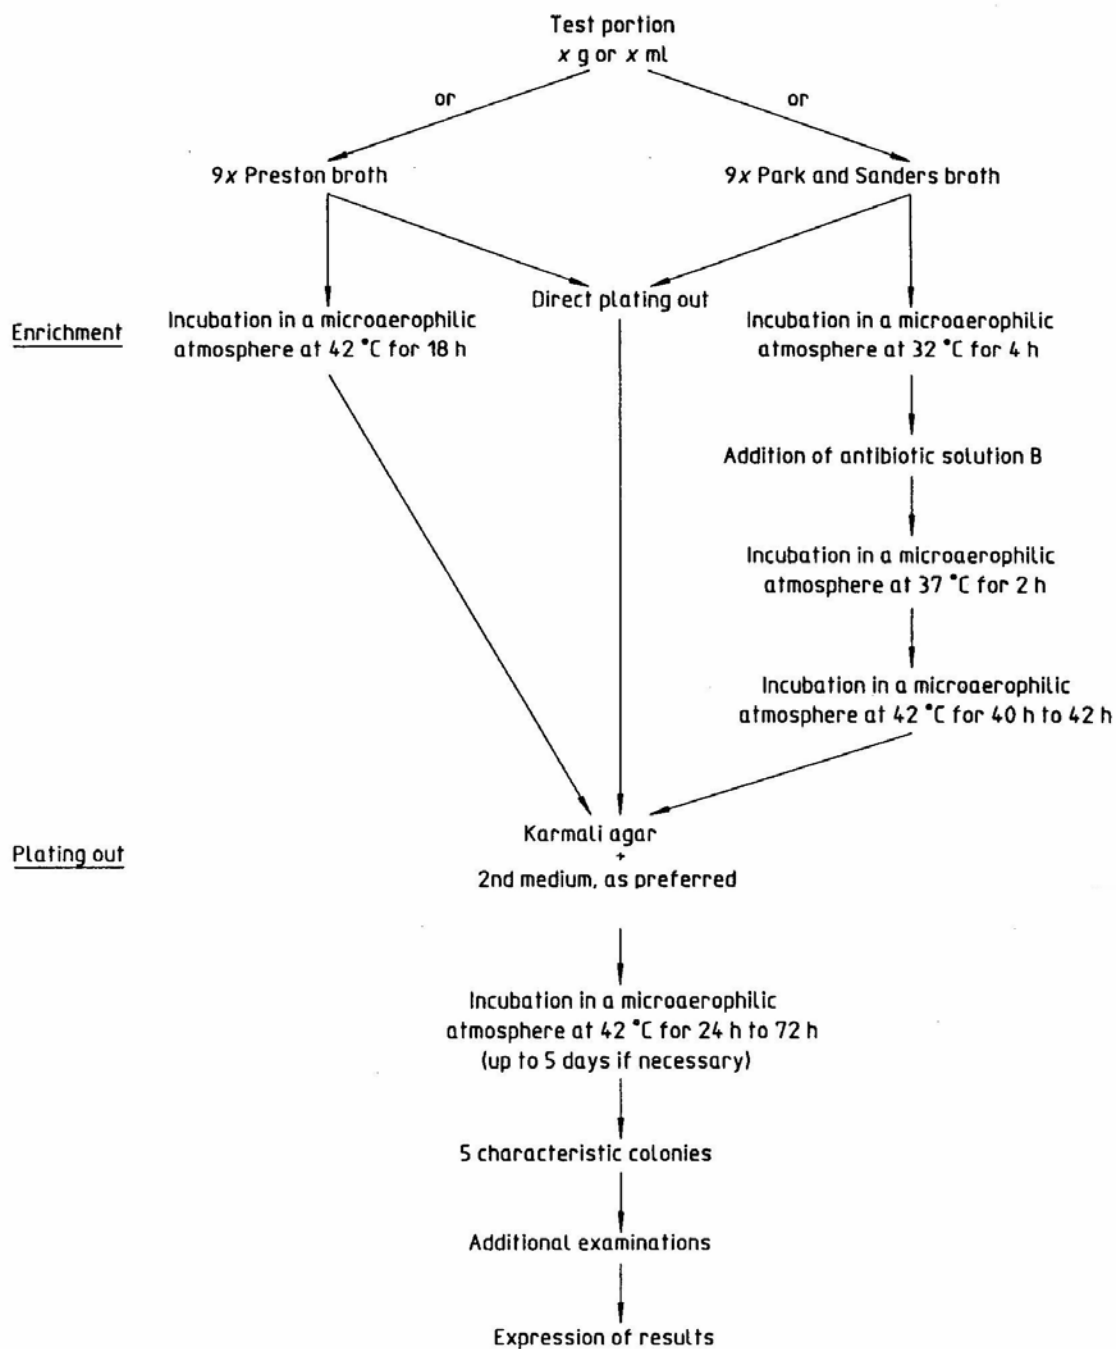 Test portion
x g or x ml
or
or
9x Preston broth
9x Park and Sanders broth
Direct plating out
Enrichment
Incubation in a microaerophilic
atmosphere at 42 °C for 18 h
Incubation in a microaerophilic
atmosphere at 32 °C for 4 h
Addition of antibiotic solution B
Incubation in a microaerophilic
atmosphere at 37 °C for 2 h
Incubation in a microaerophilic
atmosphere at 42 °C for 40 h to 42 h
Plating out
Karmali agar
+
2nd medium, as preferred
Incubation in a microaerophilic
atmosphere at 42 °C for 24 h to 72 h
(up to 5 days if necessary)
5 characteristic colonies
Additional examinations
Expression of results